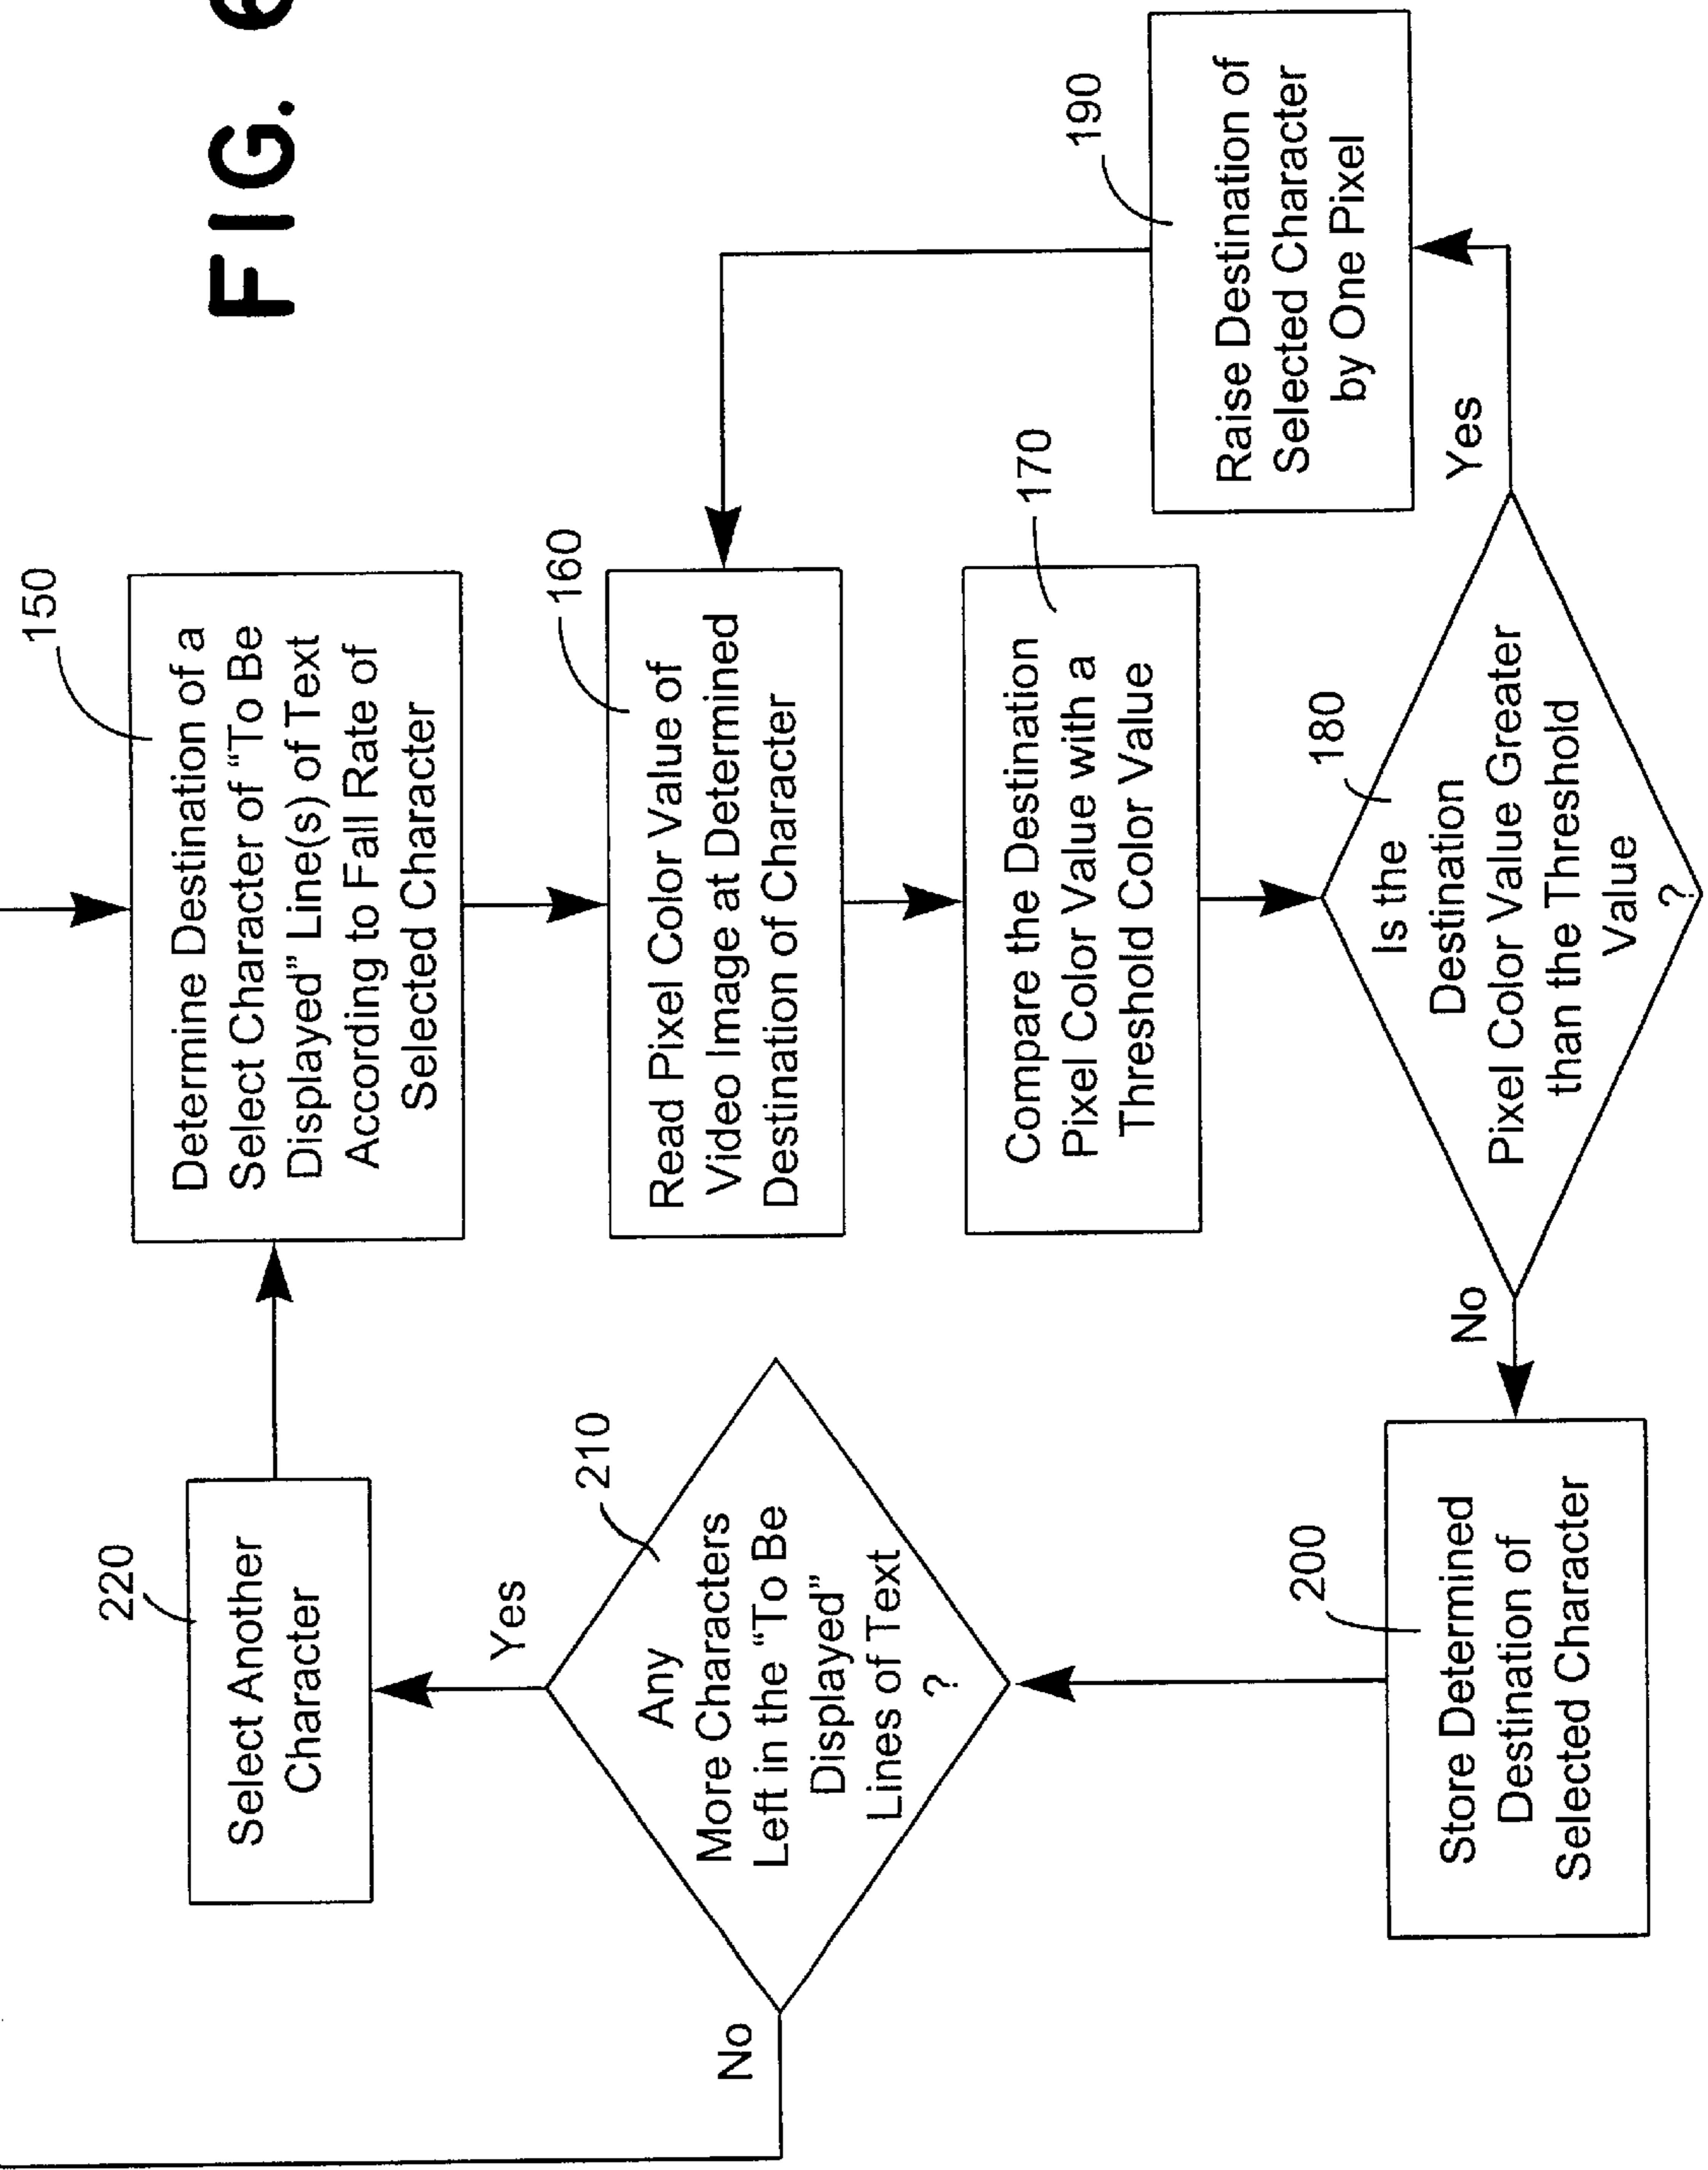 FIG. 6
150
Determine Destination of a
Select Character of “To Be
Displayed” Line(s) of Text
According to Fall Rate of
Selected Character
160
Read Pixel Color Value of
Video Image at Determined
Destination of Character
170
Compare the Destination
Pixel Color Value with a
Threshold Color Value
180
Is the
Destination
Pixel Color Value Greater
than the Threshold
Value
?
Yes
190
Raise Destination of
Selected Character
by One Pixel
No
200
Store Determined
Destination of
Selected Character
210
Any
More Characters
Left in the “To Be
Displayed”
Lines of Text
?
Yes
220
Select Another
Character
No